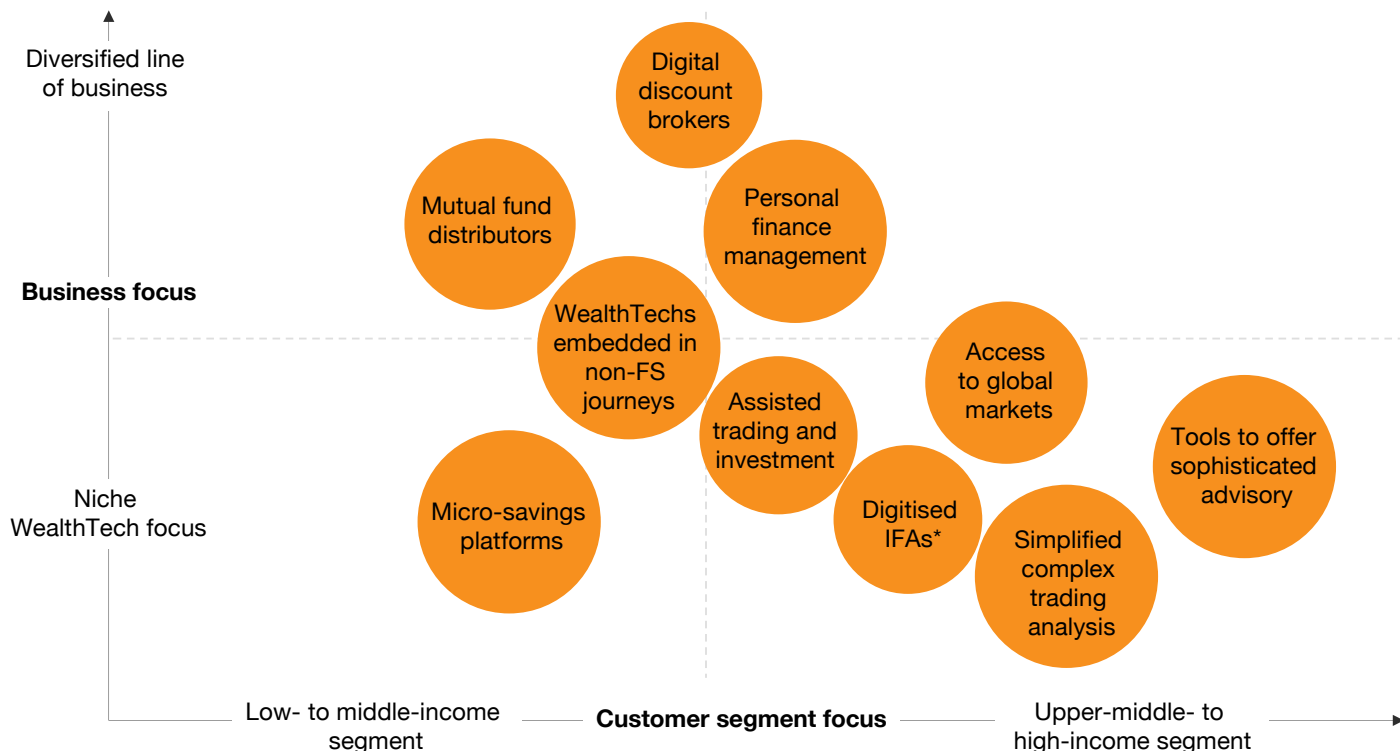 Diversified line
of business
Digital
discount
brokers
Mutual fund
distributors
Personal
finance
management
Business focus
WealthTechs
embedded in
non-FS
journeys
Access
to global
markets
Assisted
trading and
investment
Tools to offer
sophisticated
advisory
Niche
WealthTech focus
Micro-savings
platforms
Digitised
IFAs*
Simplified
complex
trading
analysis
Low- to middle-income
segment
Customer segment focus
Upper-middle- to
high-income segment